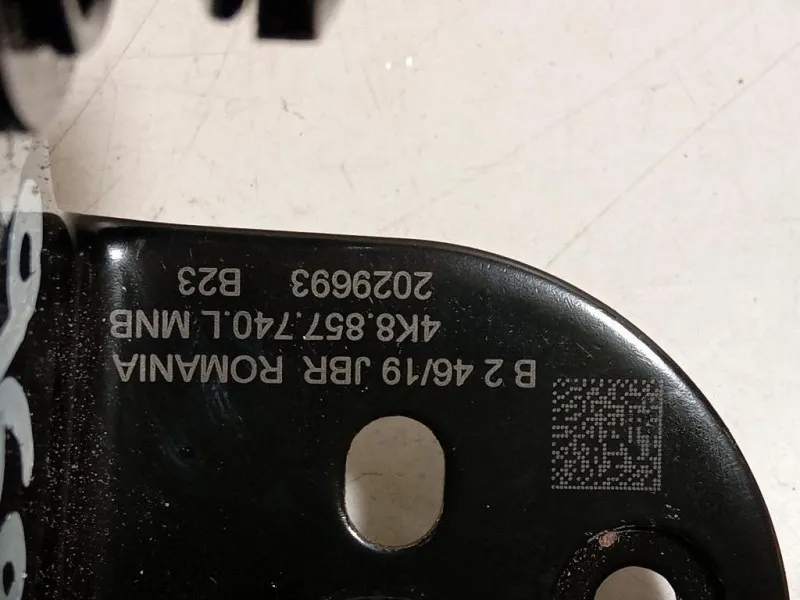 B 2 46/19 JBR ROMANIA
4K8.857.740.L MNB
2029693 B23